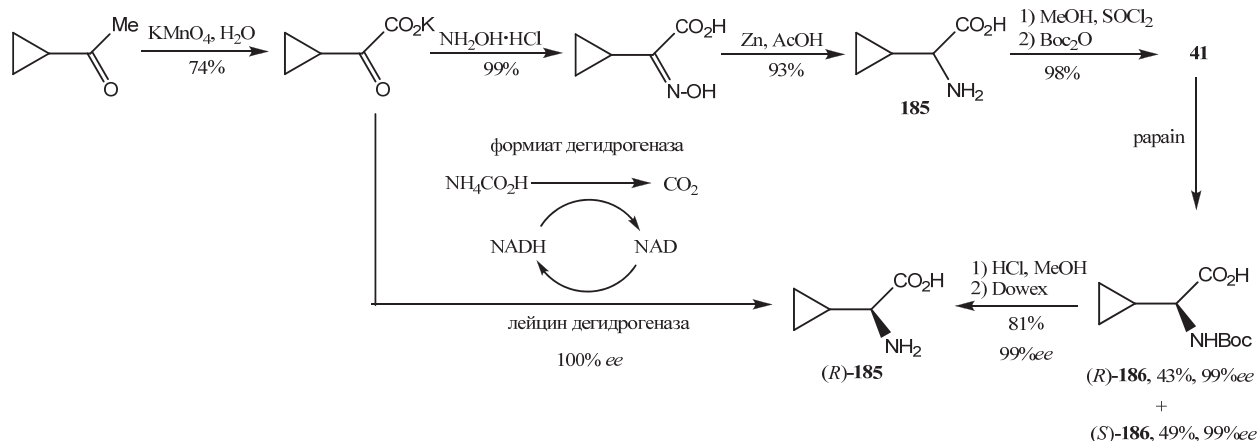 Me
O
KMnO4, H2O
74%
CO2K
O
NH2OH·HCl
99%
CO2H
N-OH
Zn, AcOH
93%
CO2H
NH2
185
1) MeOH, SOCl2
2) Boc2O
98%
41
papain
формиат дегидрогеназа
NH4CO2H
CO2
NADH
NAD
лейцин дегидрогеназа
100% ee
CO2H
NH2
(R)-185
1) HCl, MeOH
2) Dowex
81%
99%ee
CO2H
NHBoc
(R)-186, 43%, 99%ee
+
(S)-186, 49%, 99%ee